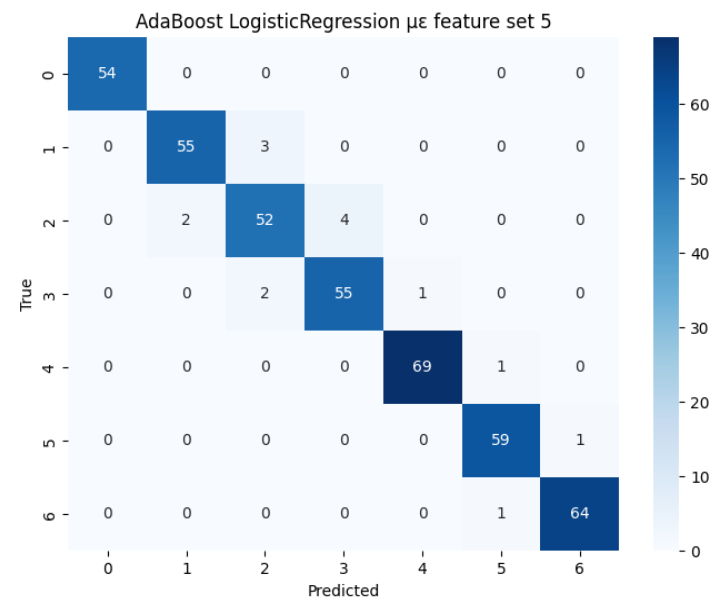 AdaBoost LogisticRegression με feature set 5
0 54 0 0 0 0 0 0
1 0 55 3 0 0 0 0
2 0 2 52 4 0 0 0
3 0 0 2 55 1 0 0
4 0 0 0 0 69 1 0
5 0 0 0 0 0 59 1
6 0 0 0 0 0 1 64
True
0 1 2 3 4 5 6
Predicted
60
50
40
30
20
10
0